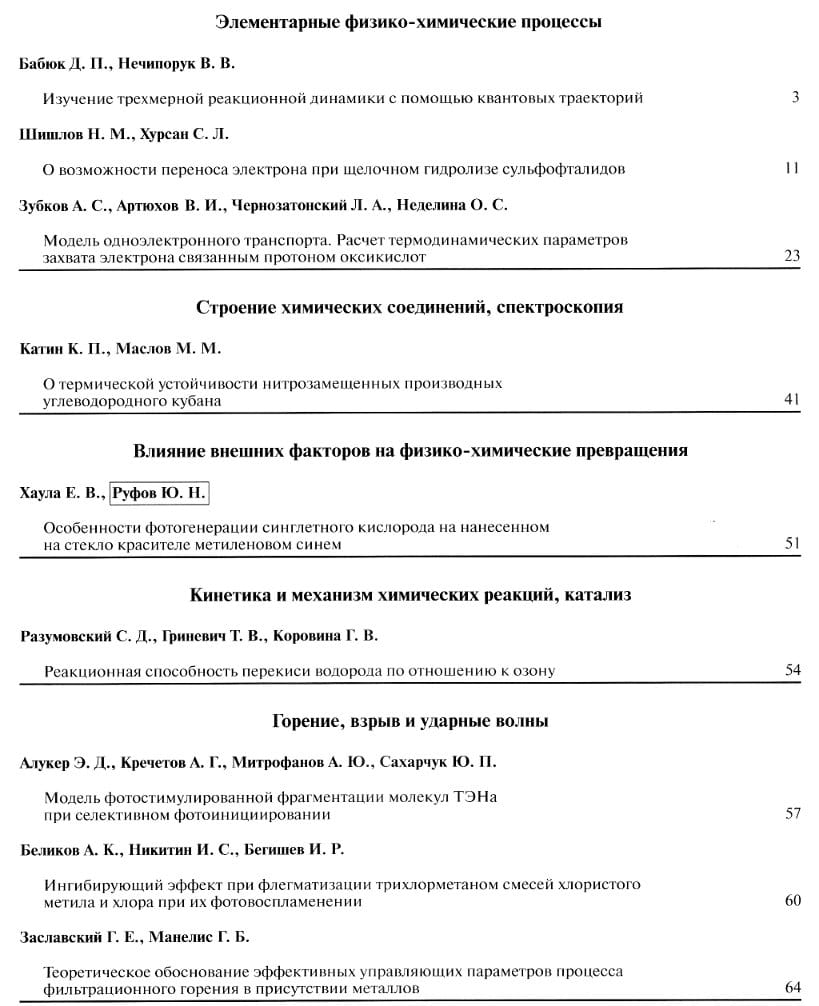 Элементарные физико-химические процессы
Бабюк Д. П., Нечипорук В. В.
Изучение трехмерной реакционной динамики с помощью квантовых траекторий 3
Шишлов Н. М., Хурсан С. Л.
О возможности переноса электрона при щелочном гидролизе сульфофталидов 11
Зубков А. С., Артюхов В. И., Чернозатонский Л. А., Неделина О. С.
Модель одноэлектронного транспорта. Расчет термодинамических параметров
захвата электрона связанным протоном оксикислот 23
Строение химических соединений, спектроскопия
Катин К. П., Маслов М. М.
О термической устойчивости нитрозамещенных производных
углеводородного кубана 41
Влияние внешних факторов на физико-химические превращения
Хаула Е. В., Руфов Ю. Н.
Особенности фотогенерации синглетного кислорода на нанесенном
на стекло красителе метиленовом синем 51
Кинетика и механизм химических реакций, катализ
Разумовский С. Д., Гриневич Т. В., Коровина Г. В.
Реакционная способность перекиси водорода по отношению к озону 54
Горение, взрыв и ударные волны
Алукер Э. Д., Кречетов А. Г., Митрофанов А. Ю., Сахарчук Ю. П.
Модель фотостимулированной фрагментации молекул ТЭНа
при селективном фотоинициировании 57
Беликов А. К., Никитин И. С., Бегишев И. Р.
Ингибирующий эффект при флегматизации трихлорметаном смесей хлористого
метила и хлора при их фотовоспламенении 60
Заславский Г. Е., Манелис Г. Б.
Теоретическое обоснование эффективных управляющих параметров процесса
фильтрационного горения в присутствии металлов 64